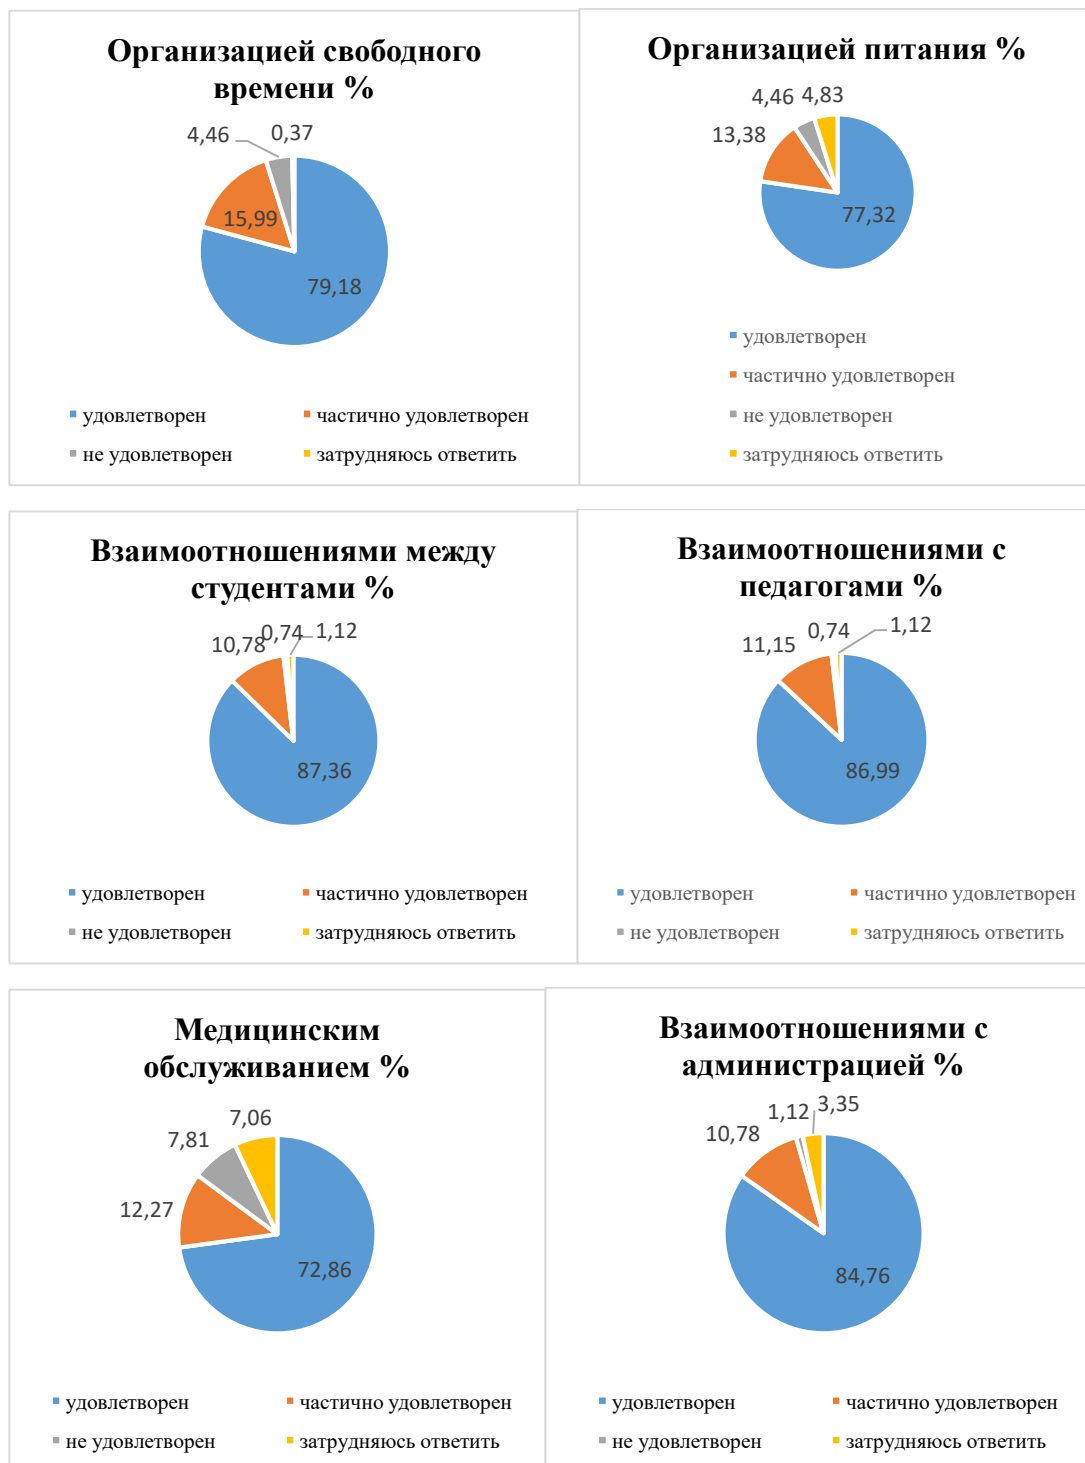 Организацией свободного
времени %
4,46
0,37
15,99
79,18
удовлетворен
частично удовлетворен
не удовлетворен
затрудняюсь ответить
Организацией питания %
4,46
4,83
13,38
77,32
удовлетворен
частично удовлетворен
не удовлетворен
затрудняюсь ответить
Взаимоотношениями между
студентами %
10,78
0,74
1,12
87,36
удовлетворен
частично удовлетворен
не удовлетворен
затрудняюсь ответить
Взаимоотношениями с
педагогами %
11,15
0,74
1,12
86,99
удовлетворен
частично удовлетворен
не удовлетворен
затрудняюсь ответить
Медицинским
обслуживанием %
7,06
7,81
12,27
72,86
удовлетворен
частично удовлетворен
не удовлетворен
затрудняюсь ответить
Взаимоотношениями с
администрацией %
1,12
3,35
10,78
84,76
удовлетворен
частично удовлетворен
не удовлетворен
затрудняюсь ответить